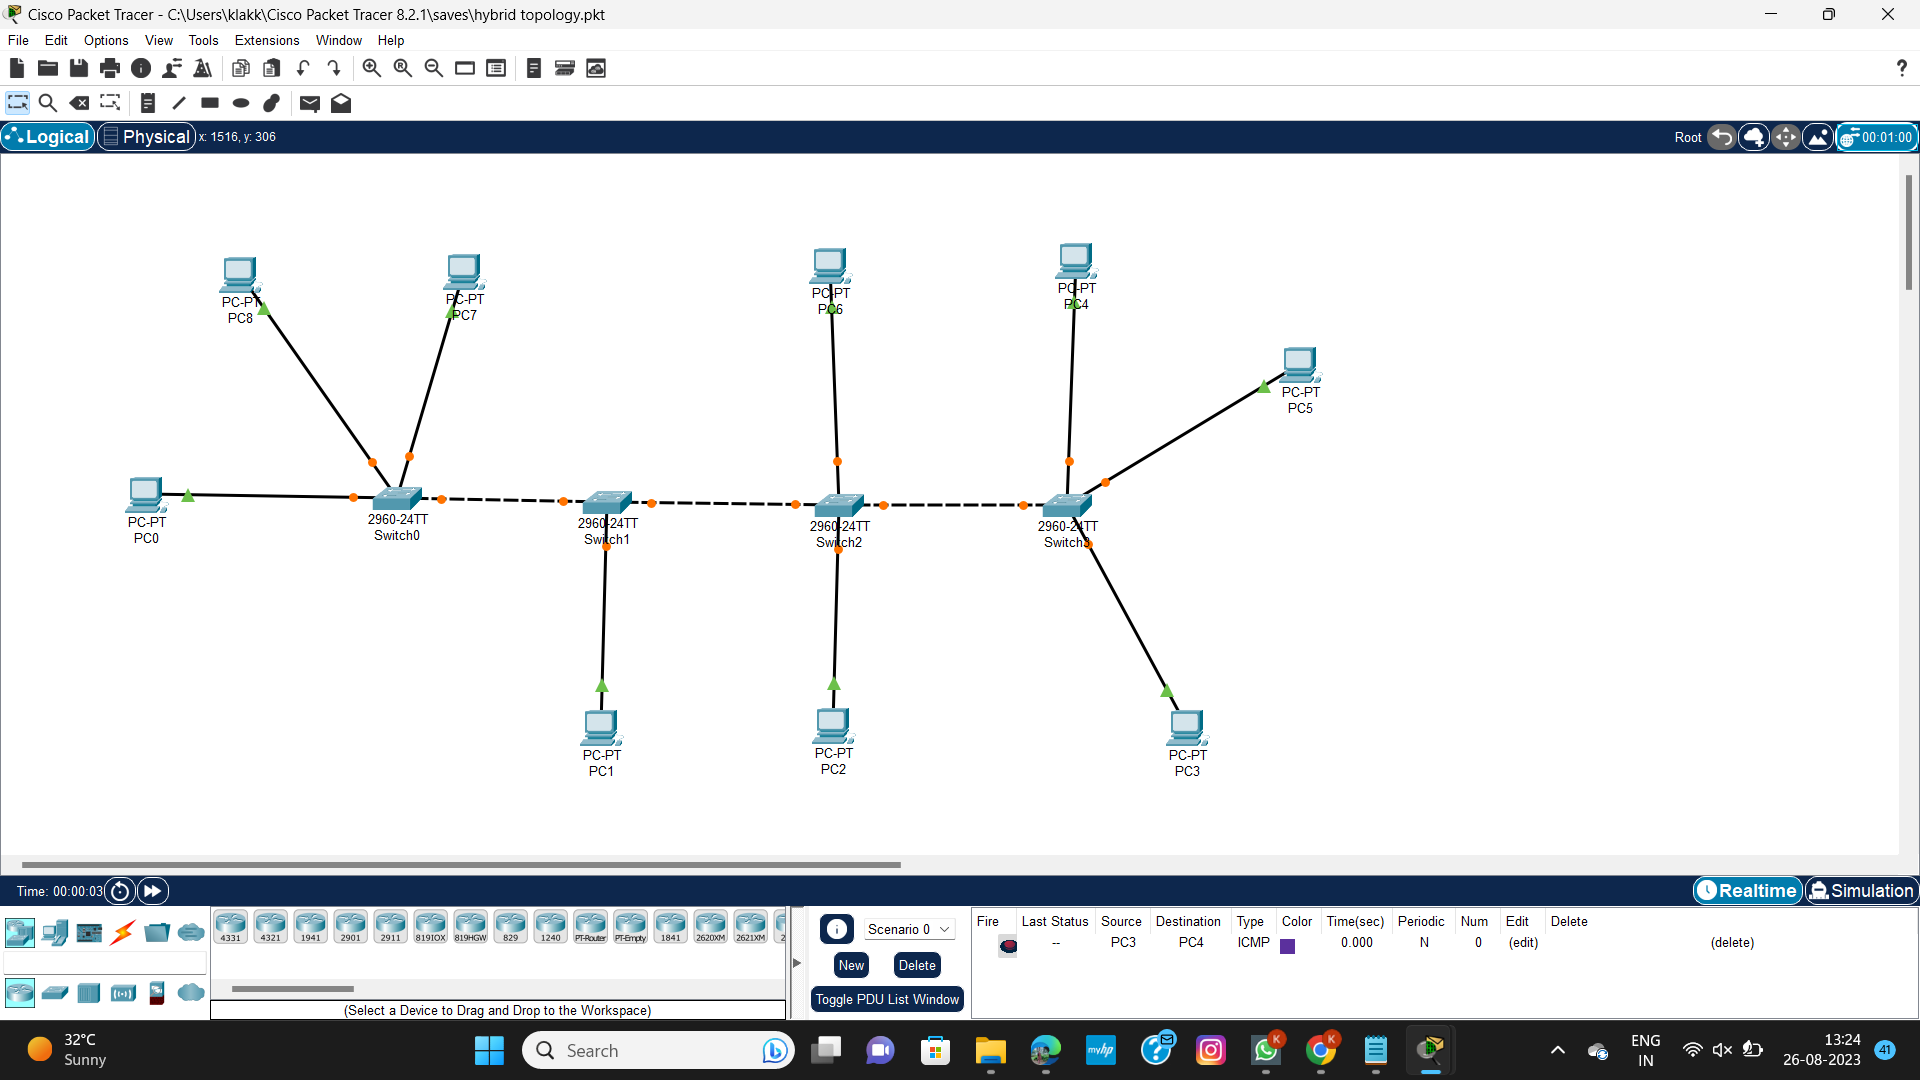 Cisco Packet Tracer - C:\Users\klakk\Cisco Packet Tracer 8.2.1\saves\hybrid topology.pkt
File Edit Options View Tools Extensions Window Help
?
Logical Physical x: 1516, y: 306 Root 00:01:00
PC-PT
PC8
PC-PT
PC7
PC-PT
PC6
PC-PT
PC4
PC-PT
PC5
PC-PT
PC0
2960-24TT
Switch0
2960-24TT
Switch1
2960-24TT
Switch2
2960-24TT
Switch3
PC-PT
PC1
PC-PT
PC2
PC-PT
PC3
Time: 00:00:03 Realtime Simulation
4331 4321 1941 2901 2911 819IOX 819HGW 829 1240 PT-Router PT-Empty 1841 2620XM 2621XM 2
(Select a Device to Drag and Drop to the Workspace)
Scenario 0
New Delete
Toggle PDU List Window
Fire Last Status Source Destination Type Color Time(sec) Periodic Num Edit Delete
-- PC3 PC4 ICMP 0.000 N 0 (edit) (delete)
32°C
Sunny
Search
myhp
K
K
ENG
IN
13:24
26-08-2023
41